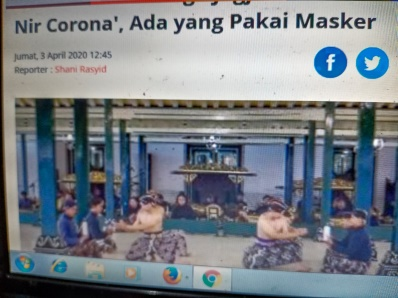 Nir Corona', Ada yang Pakai Masker
Jumat, 3 April 2020 12:45
Reporter : Shani Rasyid